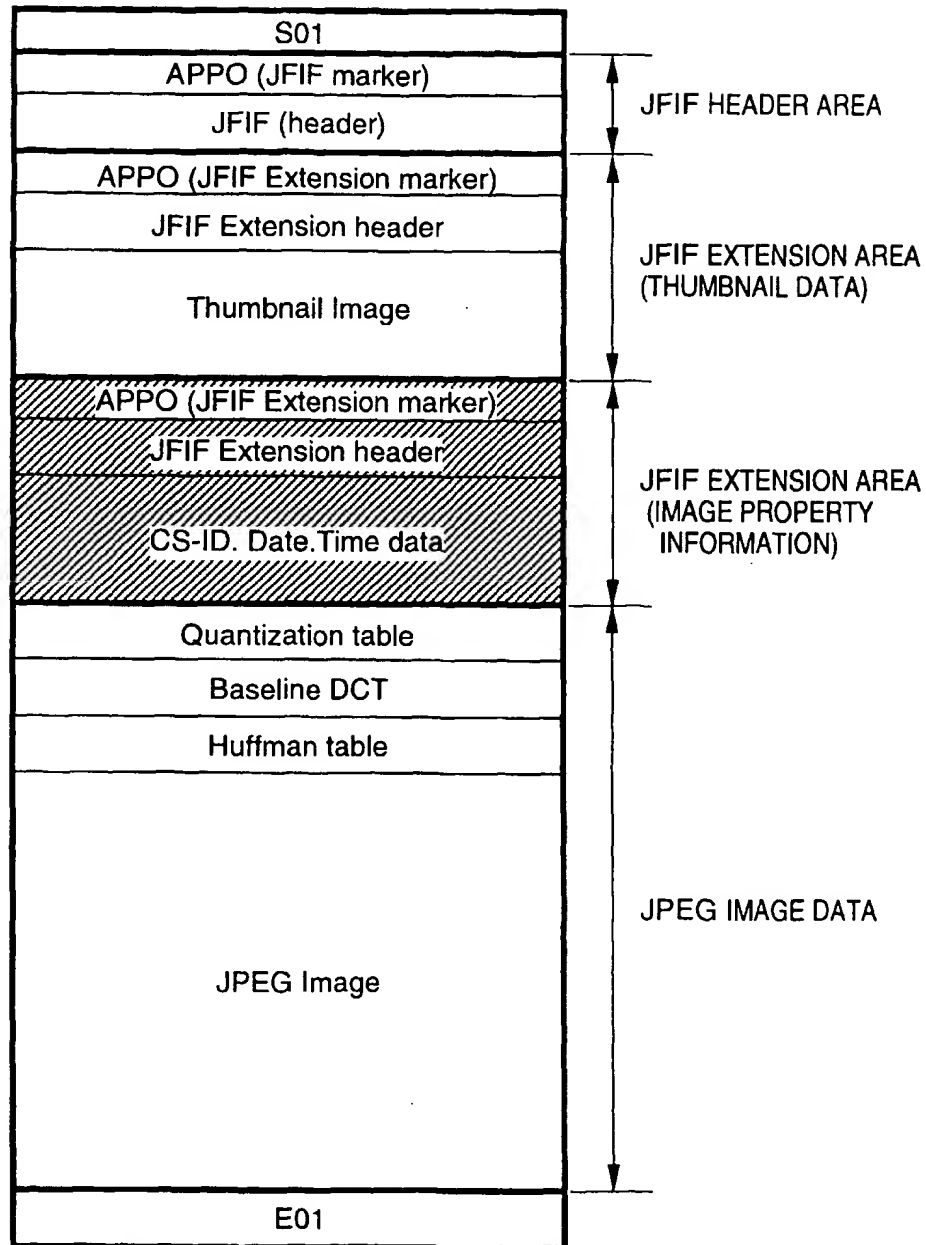 S01
APPO (JFIF marker)
JFIF (header)
JFIF HEADER AREA
APPO (JFIF Extension marker)
JFIF Extension header
Thumbnail Image
JFIF EXTENSION AREA
(THUMBNAIL DATA)
APPO (JFIF Extension marker)
JFIF Extension header
CS-ID. Date.Time data
JFIF EXTENSION AREA
(IMAGE PROPERTY
INFORMATION)
Quantization table
Baseline DCT
Huffman table
JPEG Image
JPEG IMAGE DATA
E01